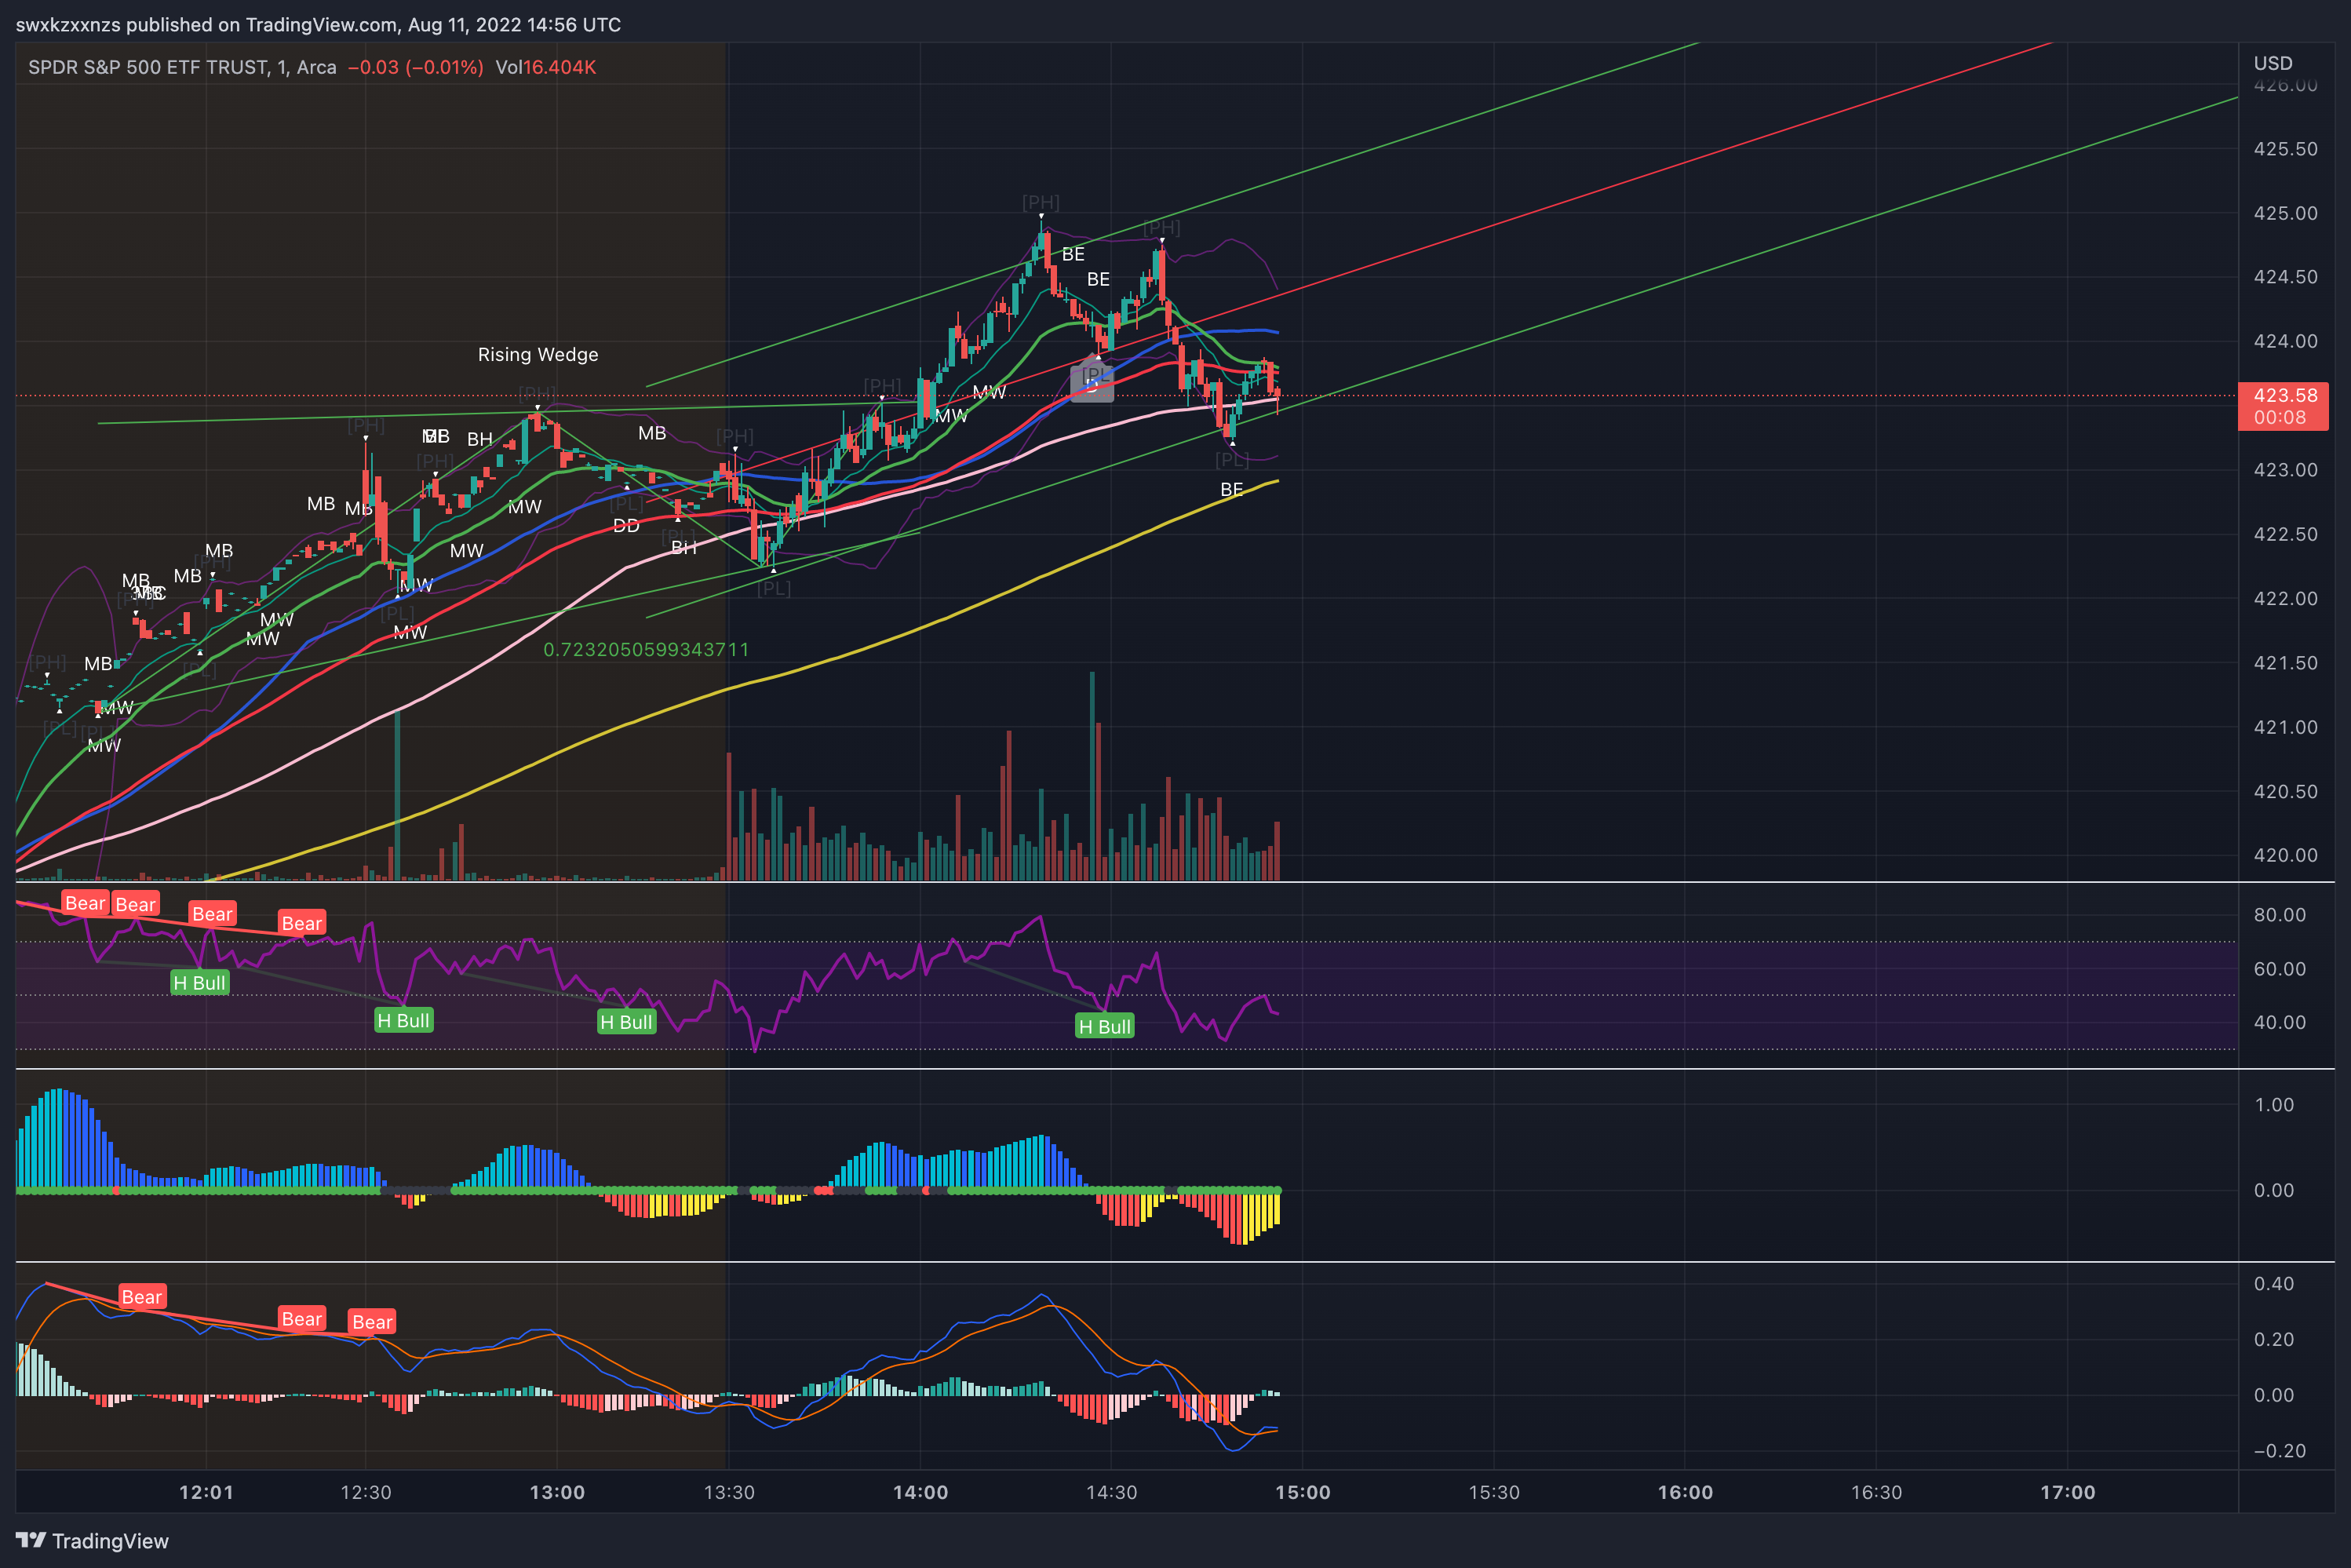 swxkzxxnzs published on TradingView.com, Aug 11, 2022 14:56 UTC
SPDR S&P 500 ETF TRUST, 1, Arca −0.03 (−0.01%) Vol16.404K
USD
426.00
425.50
425.00
424.50
424.00
423.58
00:08
423.00
422.50
422.00
421.50
421.00
420.50
420.00
[PH]
[PH]
BE
BE
Rising Wedge
[PH]
[PH]
MW
MW
[PH]
MB
BH
MB
[PH]
[PH]
MB
MB
MW
[PL]
DD
BH
[PL]
BE
MB
[PH]
MB
MB
MW
MW
[PL]
MW
[PL]
MW
MW
0.7232050599343711
[PH]
MB
[PL]
MW
MW
80.00
60.00
40.00
Bear
Bear
Bear
Bear
H Bull
H Bull
H Bull
H Bull
1.00
0.00
0.40
0.20
0.00
−0.20
Bear
Bear
Bear
12:01
12:30
13:00
13:30
14:00
14:30
15:00
15:30
16:00
16:30
17:00
TradingView